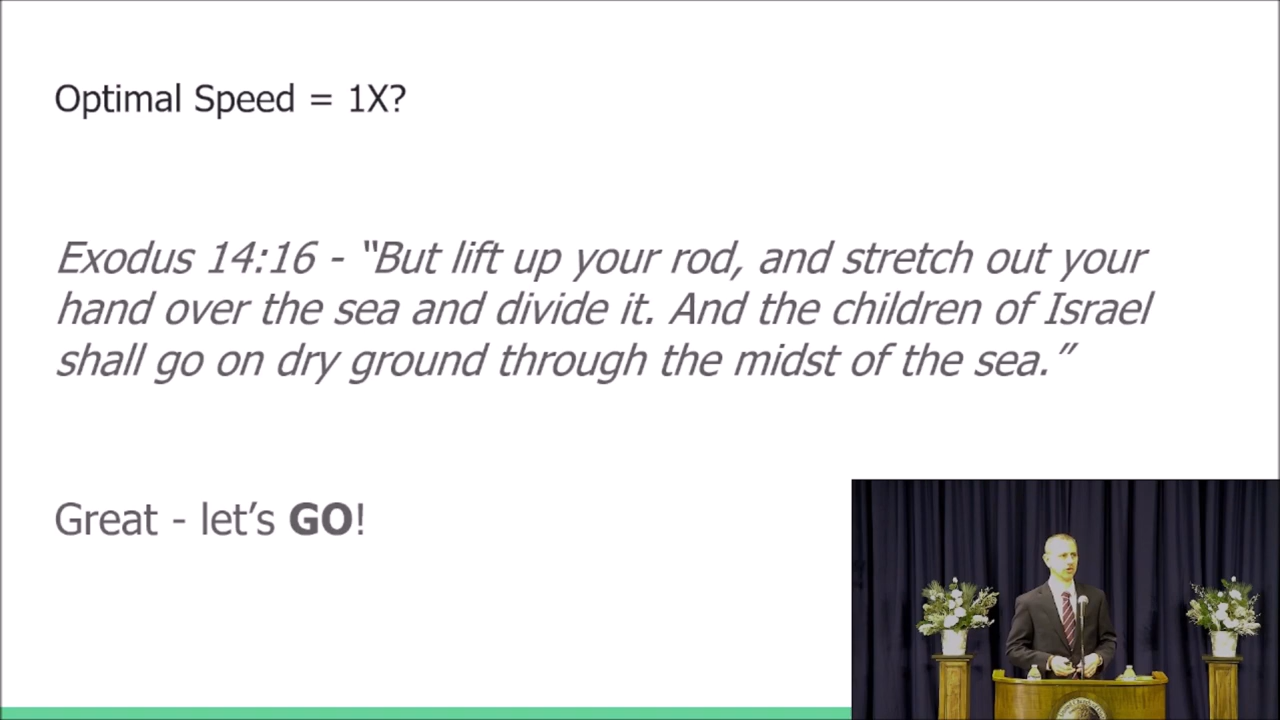 Optimal Speed = 1X?
Exodus 14:16 - “But lift up your rod, and stretch out your
hand over the sea and divide it. And the children of Israel
shall go on dry ground through the midst of the sea.”
Great - let’s GO!